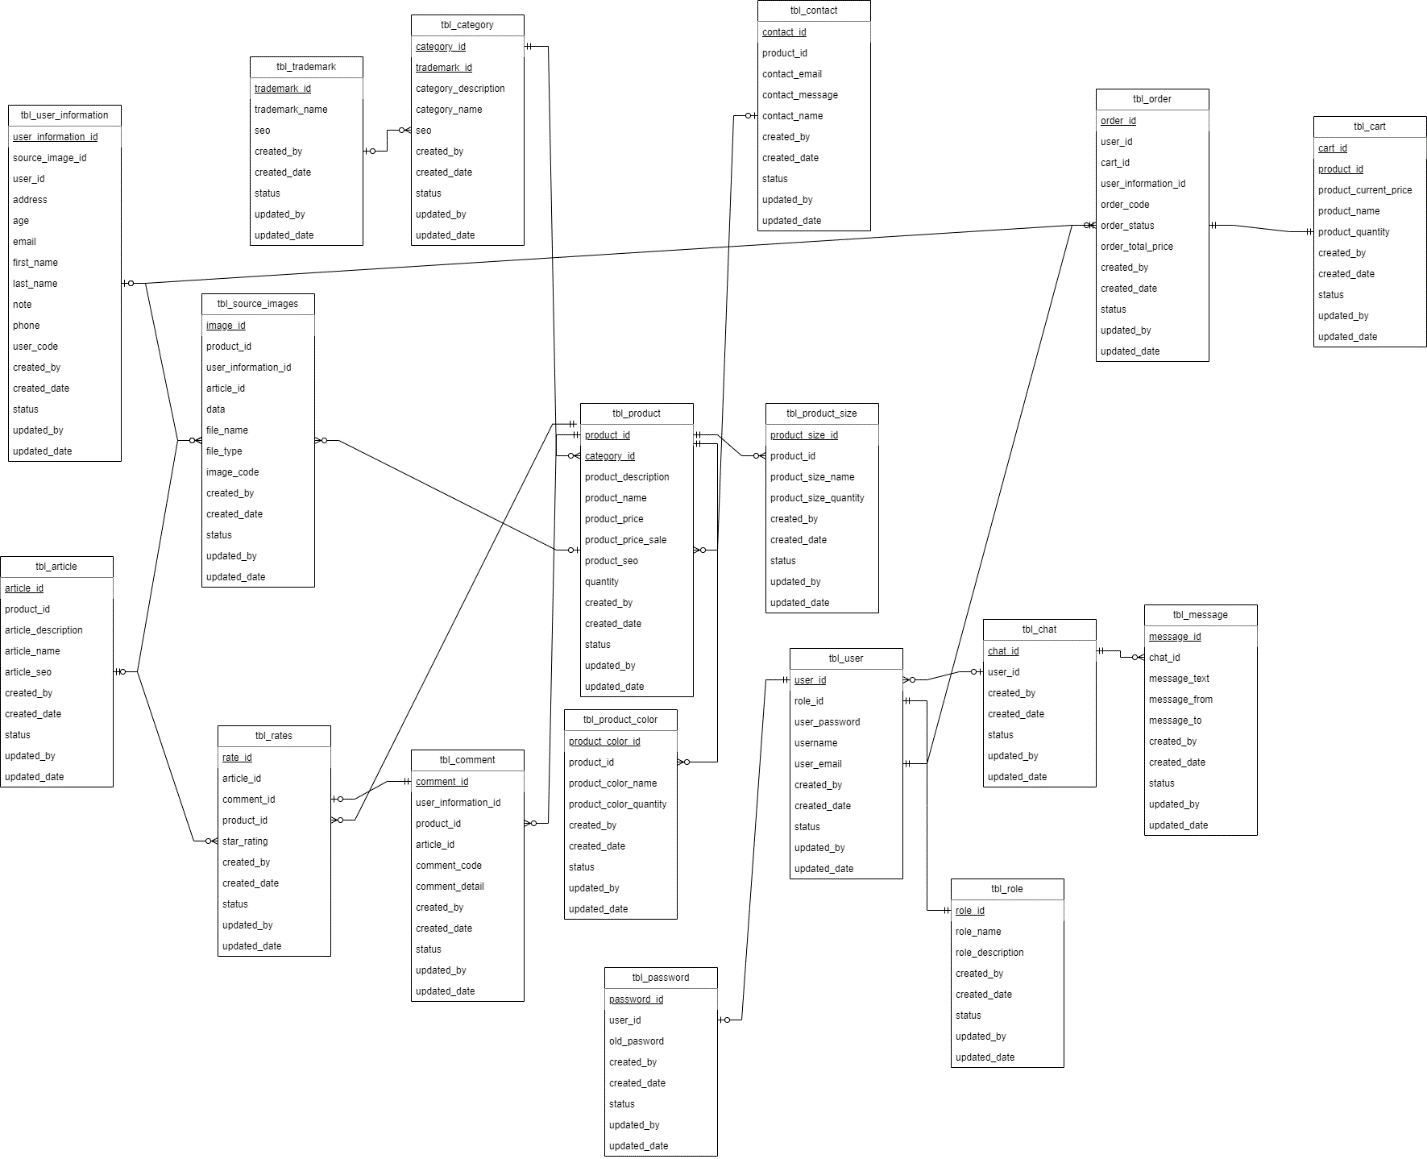 tbl_contact
contact_id
product_id
contact_email
contact_message
contact_name
created_by
created_date
status
updated_by
updated_date
tbl_category
category_id
trademark_id
category_description
category_name
seo
created_by
created_date
status
updated_by
updated_date
tbl_trademark
trademark_id
trademark_name
seo
created_by
created_date
status
updated_by
updated_date
tbl_user_information
user_information_id
source_image_id
user_id
address
age
email
first_name
last_name
note
phone
user_code
created_by
created_date
status
updated_by
updated_date
tbl_order
order_id
user_id
cart_id
user_information_id
order_code
order_status
order_total_price
created_by
created_date
status
updated_by
updated_date
tbl_cart
cart_id
product_id
product_current_price
product_name
product_quantity
created_by
created_date
status
updated_by
updated_date
tbl_source_images
image_id
product_id
user_information_id
article_id
data
file_name
file_type
image_code
created_by
created_date
status
updated_by
updated_date
tbl_product
product_id
category_id
product_description
product_name
product_price
product_price_sale
product_seo
quantity
created_by
created_date
status
updated_by
updated_date
tbl_product_size
product_size_id
product_id
product_size_name
product_size_quantity
created_by
created_date
status
updated_by
updated_date
tbl_article
article_id
product_id
article_description
article_name
article_seo
created_by
created_date
status
updated_by
updated_date
tbl_rates
rate_id
article_id
comment_id
product_id
star_rating
created_by
created_date
status
updated_by
updated_date
tbl_comment
comment_id
user_information_id
product_id
article_id
comment_code
comment_detail
created_by
created_date
status
updated_by
updated_date
tbl_product_color
product_color_id
product_id
product_color_name
product_color_quantity
created_by
created_date
status
updated_by
updated_date
tbl_user
user_id
role_id
user_password
username
user_email
created_by
created_date
status
updated_by
updated_date
tbl_chat
chat_id
user_id
created_by
created_date
status
updated_by
updated_date
tbl_message
message_id
chat_id
message_text
message_from
message_to
created_by
created_date
status
updated_by
updated_date
tbl_role
role_id
role_name
role_description
created_by
created_date
status
updated_by
updated_date
tbl_password
password_id
user_id
old_pasword
created_by
created_date
status
updated_by
updated_date